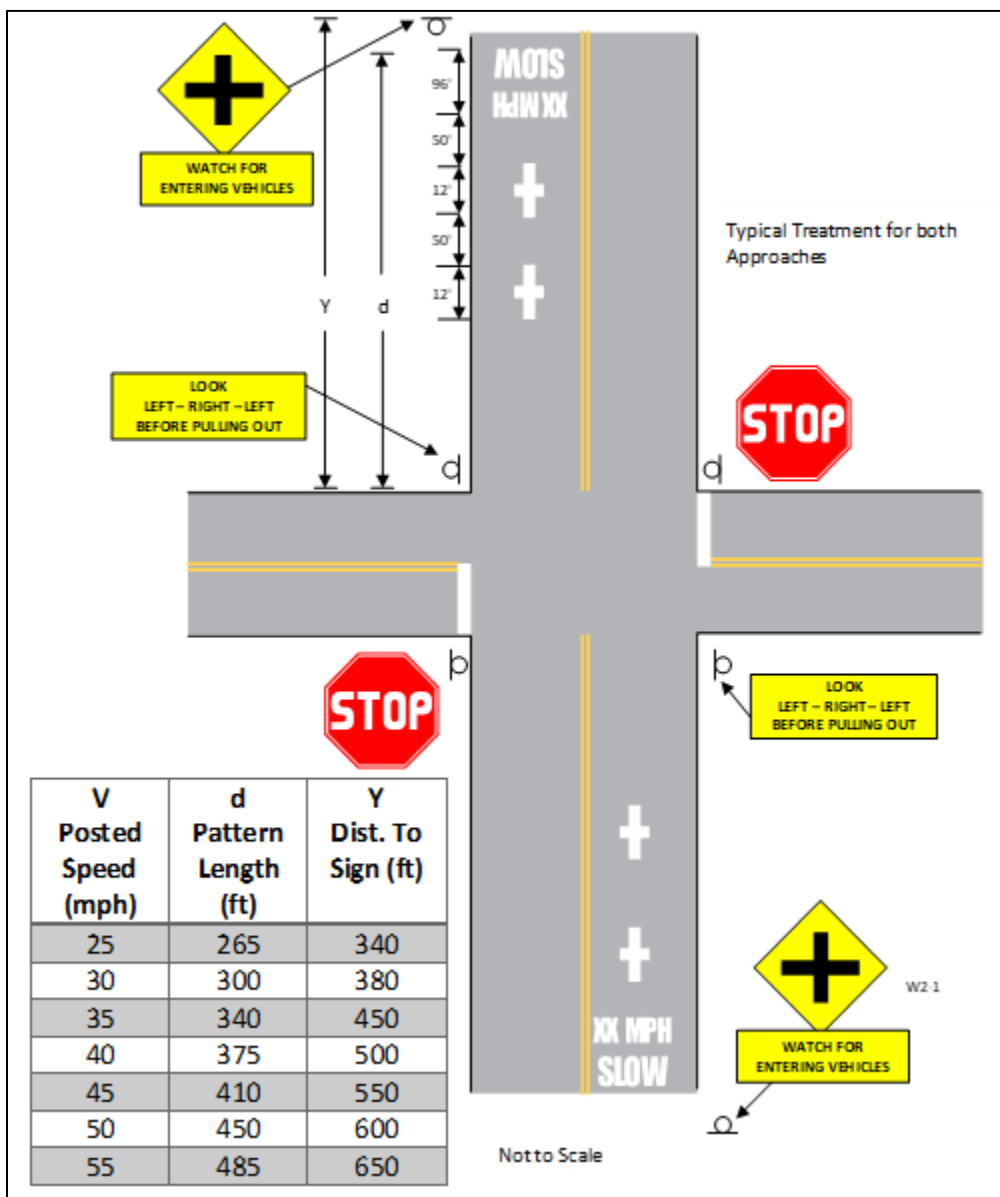 SLOW
XX MPH
96'
50'
12'
50'
12'
WATCH FOR
ENTERING VEHICLES
Typical Treatment for both
Approaches
Y
d
LOOK
LEFT – RIGHT – LEFT
BEFORE PULLING OUT
STOP
STOP
LOOK
LEFT – RIGHT – LEFT
BEFORE PULLING OUT
V
Posted
Speed
(mph)
d
Pattern
Length
(ft)
Y
Dist. To
Sign (ft)
25 265 340
30 300 380
35 340 450
40 375 500
45 410 550
50 450 600
55 485 650
XX MPH
SLOW
W2-1
WATCH FOR
ENTERING VEHICLES
Not to Scale